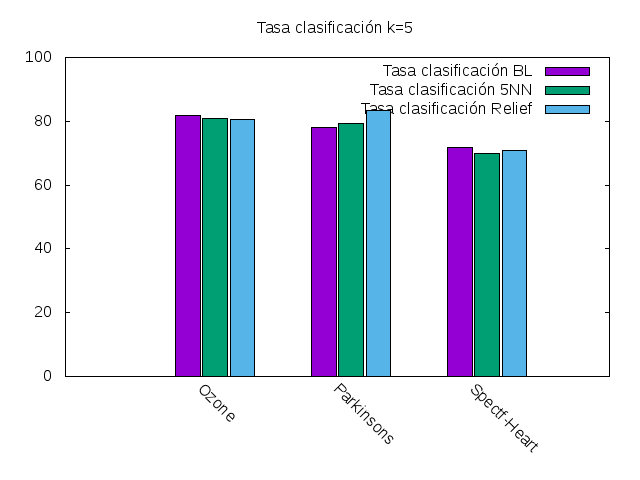 Tasa clasificación k=5
100
80
60
40
20
0
Tasa clasificación BL
Tasa clasificación 5NN
Tasa clasificación Relief
Ozone
Parkinsons
Spectf-Heart